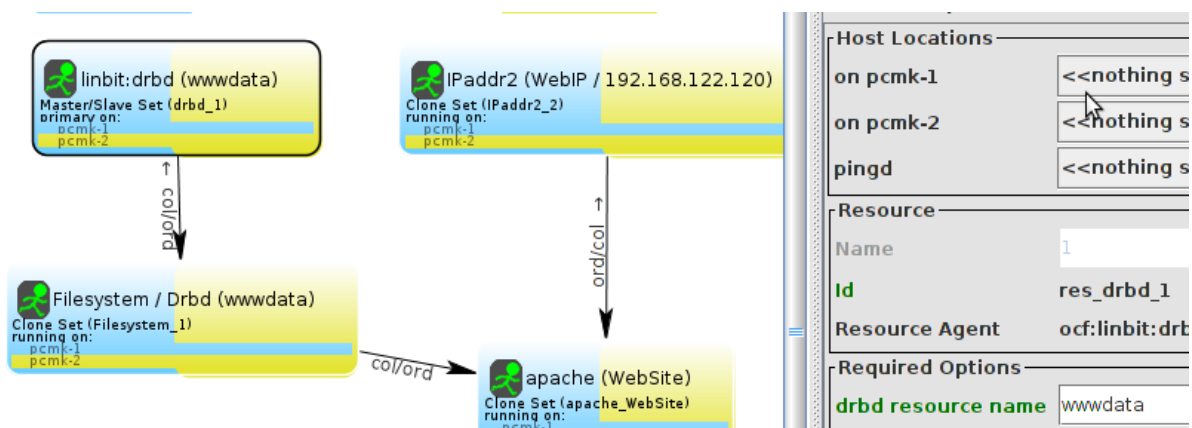 linbit:drbd (wwwdata)
Master/Slave Set (drbd_1)
primary on:
pcmk-1
pcmk-2
IPaddr2 (WebIP / 192.168.122.120)
Clone Set (IPaddr2_2)
running on:
pcmk-1
pcmk-2
← col/ord
ord/col →
Filesystem / Drbd (wwwdata)
Clone Set (Filesystem_1)
running on:
pcmk-1
pcmk-2
col/ord
apache (WebSite)
Clone Set (apache_WebSite)
running on:
pcmk-1
Host Locations
on pcmk-1 <<nothing s
on pcmk-2 <<nothing s
pingd <<nothing s
Resource
Name 1
Id res_drbd_1
Resource Agent ocf:linbit:drb
Required Options
drbd resource name wwwdata